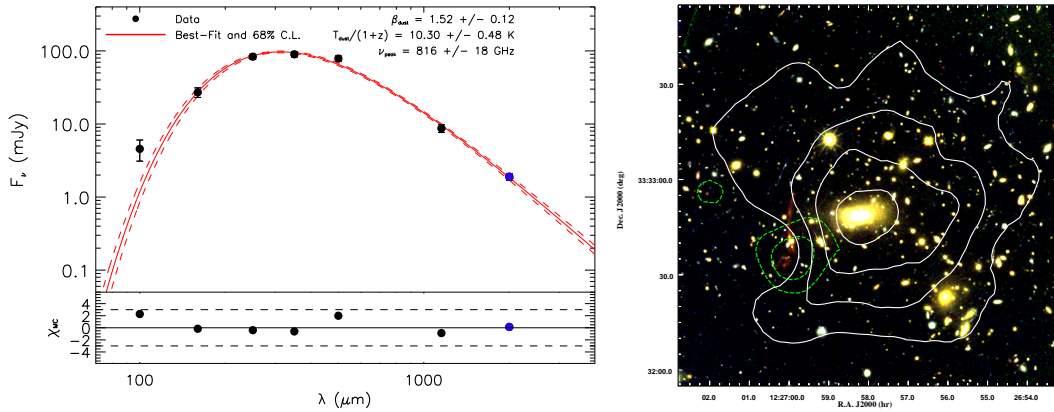 Data
Best-Fit and 68% C.L.
β_dust = 1.52 +/- 0.12
T_dust/(1+z) = 10.30 +/- 0.48 K
ν_peak = 816 +/- 18 GHz
F_ν (mJy)
100.0
10.0
1.0
0.1
χ_MC
4
2
0
-2
-4
100
1000
λ (μm)
Dec. J2000 (deg)
30.0
33:33:00.0
30.0
32:00.0
02.0
01.0
12:27:00.0
59.0
58.0
57.0
56.0
55.0
26:54.0
R.A. J2000 (hr)